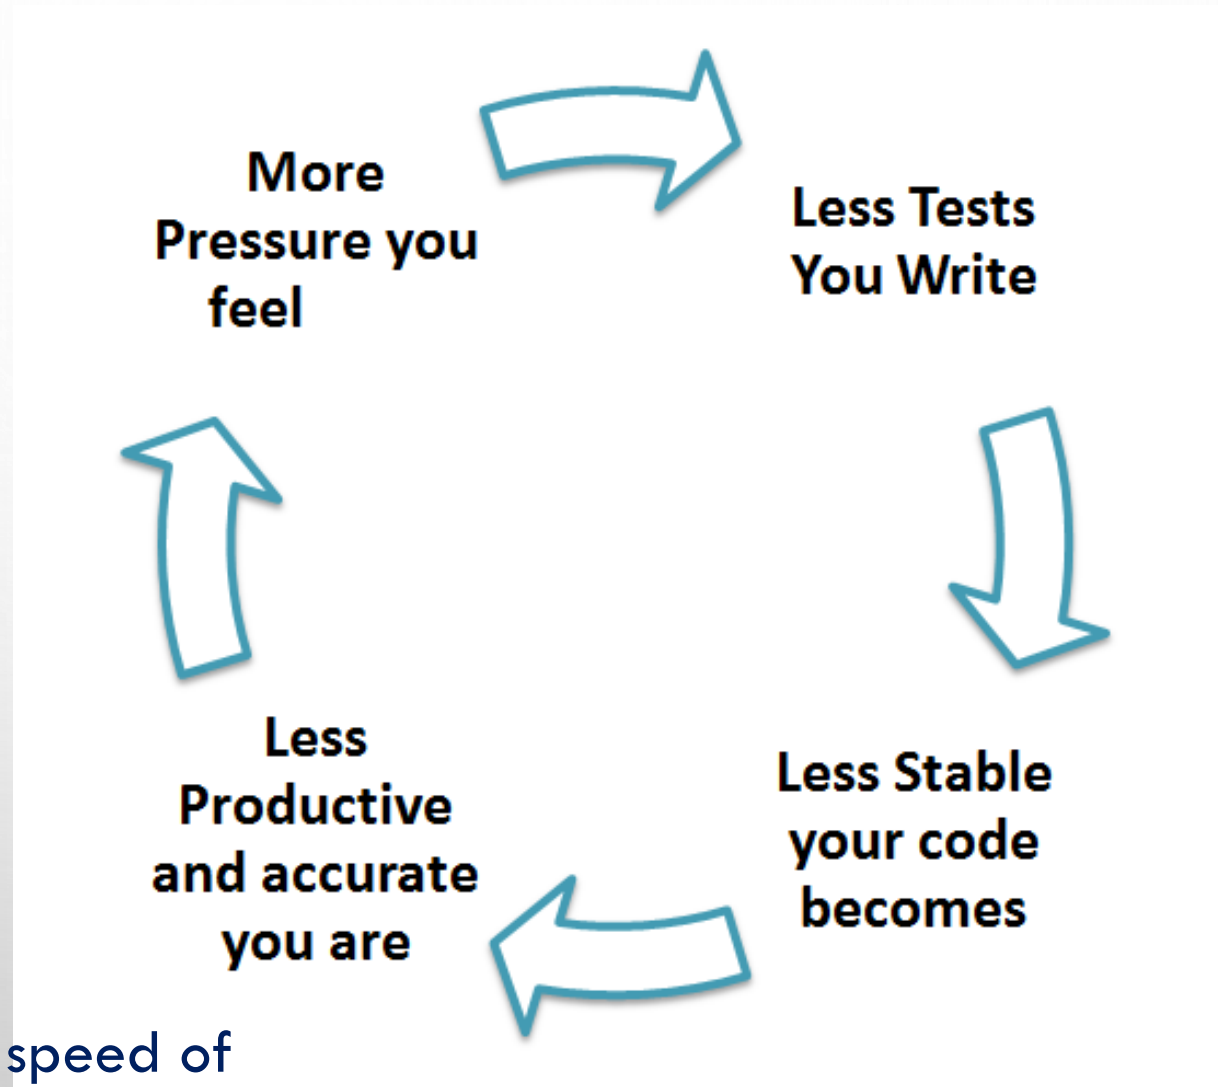 More
Pressure you
feel
Less Tests
You Write
Less Stable
your code
becomes
Less
Productive
and accurate
you are
speed of